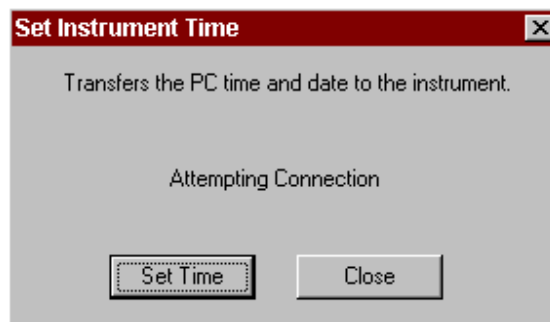 Set Instrument Time
Transfers the PC time and date to the instrument.
Attempting Connection
Set Time
Close